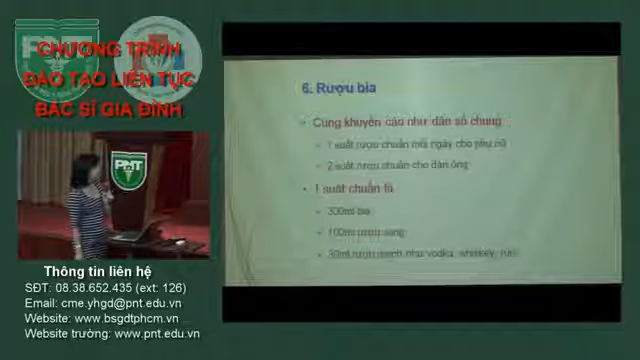 CHƯƠNG TRÌNH
ĐÀO TẠO LIÊN TỤC
BÁC SĨ GIA ĐÌNH
PNT
PNT
Thông tin liên hệ
SĐT: 08.38.652.435 (ext: 126)
Email: cme.yhgd@pnt.edu.vn
Website: www.bsgdtphcm.vn
Website trường: www.pnt.edu.vn
6. Rượu bia
Cùng khuyến cáo như dân số chung
1 suất rượu chuẩn mỗi ngày cho phụ nữ
2 suất rượu chuẩn cho đàn ông
1 suất chuẩn là
300ml bia
100ml rượu vang
30ml rượu mạnh như vodka, whiskey, rum